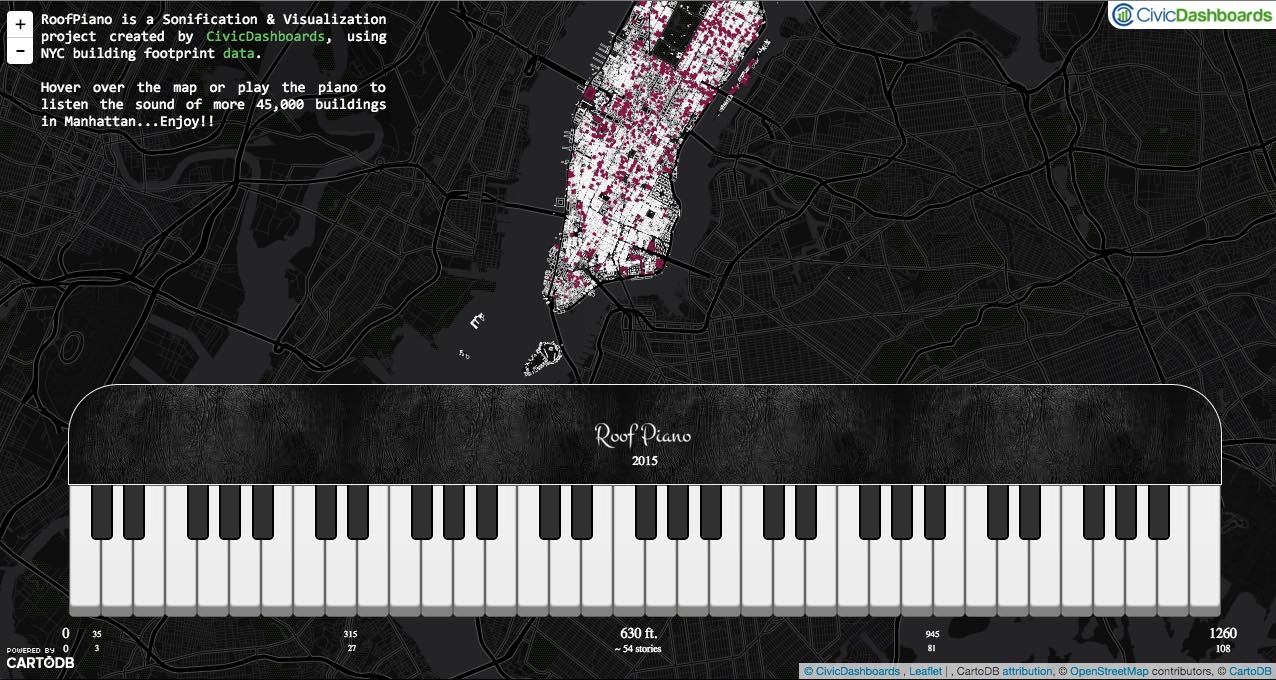 +
-
RoofPiano is a Sonification & Visualization
project created by CivicDashboards, using
NYC building footprint data.
Hover over the map or play the piano to
listen the sound of more 45,000 buildings
in Manhattan...Enjoy!!
CivicDashboards
Roof Piano
2015
0 35 315 630 ft. 945 1260
0 3 27 ~ 54 stories 81 108
POWERED BY
CARTODB
© CivicDashboards , Leaflet | , CartoDB attribution, © OpenStreetMap contributors, © CartoDB